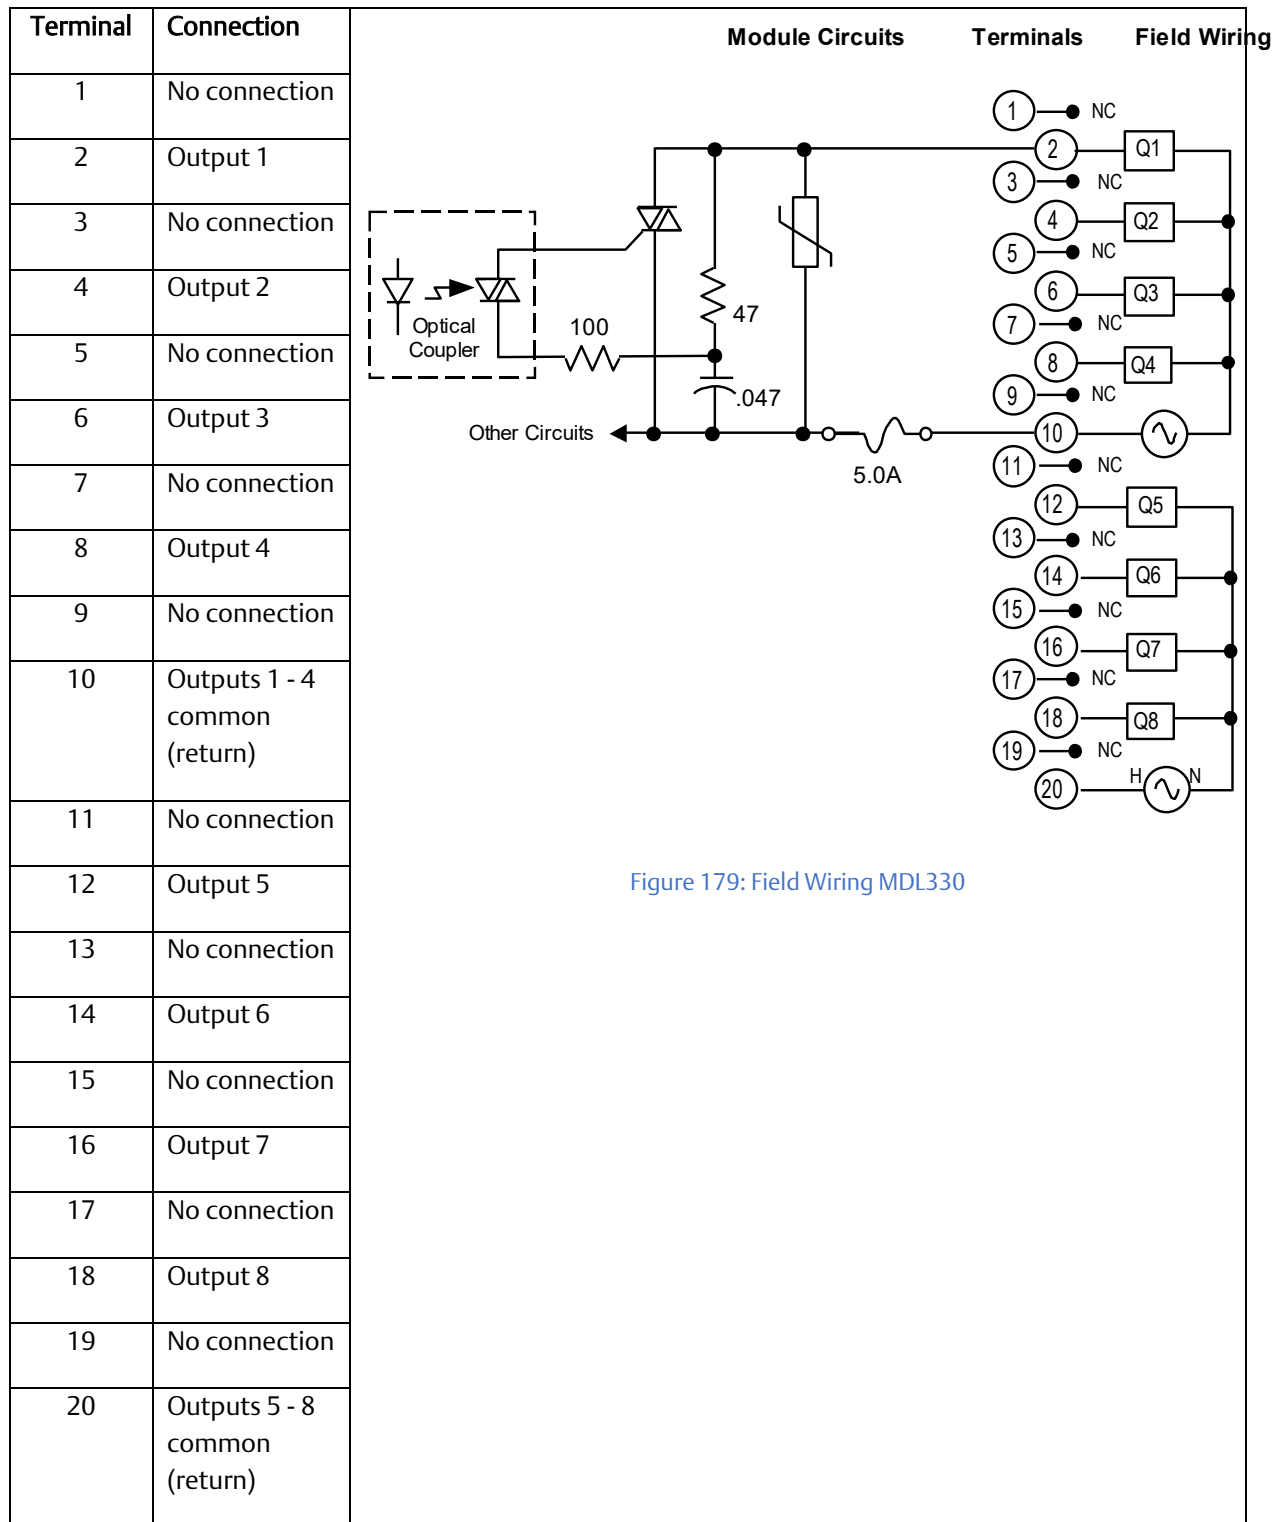 Terminal Connection
1 No connection
2 Output 1
3 No connection
4 Output 2
5 No connection
6 Output 3
7 No connection
8 Output 4
9 No connection
10 Outputs 1 - 4
common
(return)
11 No connection
12 Output 5
13 No connection
14 Output 6
15 No connection
16 Output 7
17 No connection
18 Output 8
19 No connection
20 Outputs 5 - 8
common
(return)
Module Circuits Terminals Field Wiring
1 NC
2 Q1
3 NC
4 Q2
5 NC
6 Q3
7 NC
8 Q4
9 NC
10
11 NC
12 Q5
13 NC
14 Q6
15 NC
16 Q7
17 NC
18 Q8
19 NC
20 H N
Optical
Coupler
100
47
.047
Other Circuits
5.0A
Figure 179: Field Wiring MDL330